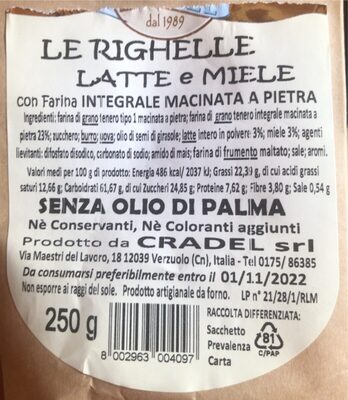 dal 1989
LE RIGHELLE
LATTE e MIELE
con Farina INTEGRALE MACINATA A PIETRA
Ingredienti: farina di grano tenero tipo 1 macinata a pietra; farina di grano tenero integrale macinata a
pietra 23%; zucchero; burro; uova; olio di semi di girasole; latte intero in polvere 3%; miele 3%; agenti
lievitanti: difosfato disodico, carbonato di sodio; amido di mais; farina di frumento maltato; sale; aromi.
Valori medi per 100 g di prodotto: Energia 486 kcal/ 2037 kJ; Grassi 22,39 g, di cui acidi grassi
saturi 12,66 g; Carboidrati 61,67 g, di cui Zuccheri 24,85 g; Proteine 7,62 g; Fibre 3,80 g; Sale 0,54 g
SENZA OLIO DI PALMA
Nè Conservanti, Nè Coloranti aggiunti
Prodotto da CRADEL srl
Via Maestri del Lavoro, 18 12039 Verzuolo (Cn), Italia - Tel 0175/ 86385
Da consumarsi preferibilmente entro il 01/11/2022
Non esporre ai raggi del sole. Prodotto artigianale da forno. LP n° 21/28/1/RLM
250 g
8 002963 004097
RACCOLTA DIFFERENZIATA:
Sacchetto
Prevalenza
Carta
81
C/PAP